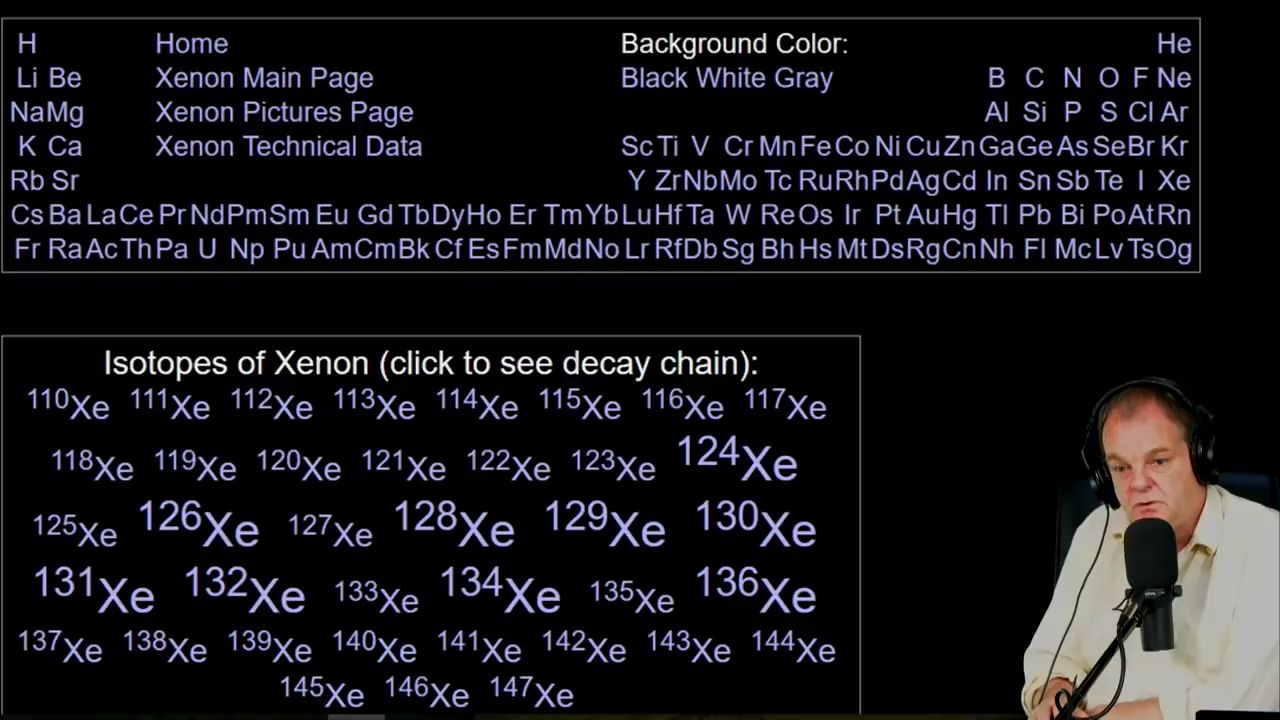 H Home Background Color: He
Li Be Xenon Main Page Black White Gray B C N O F Ne
Na Mg Xenon Pictures Page Al Si P S Cl Ar
K Ca Xenon Technical Data Sc Ti V Cr Mn Fe Co Ni Cu Zn Ga Ge As Se Br Kr
Rb Sr Y Zr Nb Mo Tc Ru Rh Pd Ag Cd In Sn Sb Te I Xe
Cs Ba La Ce Pr Nd Pm Sm Eu Gd Tb Dy Ho Er Tm Yb Lu Hf Ta W Re Os Ir Pt Au Hg Tl Pb Bi Po At Rn
Fr Ra Ac Th Pa U Np Pu Am Cm Bk Cf Es Fm Md No Lr Rf Db Sg Bh Hs Mt Ds Rg Cn Nh Fl Mc Lv Ts Og
Isotopes of Xenon (click to see decay chain):
110Xe 111Xe 112Xe 113Xe 114Xe 115Xe 116Xe 117Xe
118Xe 119Xe 120Xe 121Xe 122Xe 123Xe 124Xe
125Xe 126Xe 127Xe 128Xe 129Xe 130Xe
131Xe 132Xe 133Xe 134Xe 135Xe 136Xe
137Xe 138Xe 139Xe 140Xe 141Xe 142Xe 143Xe 144Xe
145Xe 146Xe 147Xe